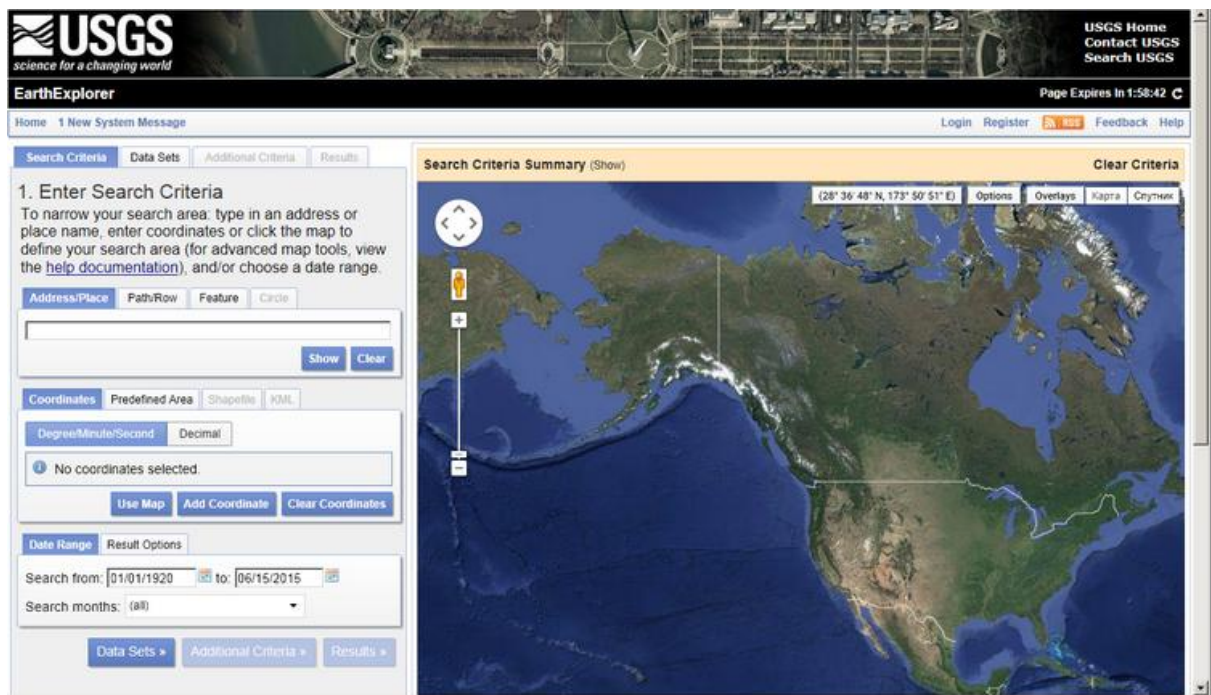 USGS
science for a changing world
USGS Home
Contact USGS
Search USGS
EarthExplorer
Page Expires In 1:58:42
Home 1 New System Message
Login Register RSS Feedback Help
Search Criteria Data Sets Additional Criteria Results
1. Enter Search Criteria
To narrow your search area: type in an address or
place name, enter coordinates or click the map to
define your search area (for advanced map tools, view
the help documentation), and/or choose a date range.
Address/Place Path/Row Feature Circle
Show Clear
Coordinates Predefined Area Shapefile KML
Degree/Minute/Second Decimal
No coordinates selected.
Use Map Add Coordinate Clear Coordinates
Date Range Result Options
Search from: 01/01/1920 to: 06/15/2015
Search months: (all)
Data Sets » Additional Criteria » Results »
Search Criteria Summary (Show) Clear Criteria
(28° 36' 48" N, 173° 50' 51" E) Options Overlays Карта Спутник